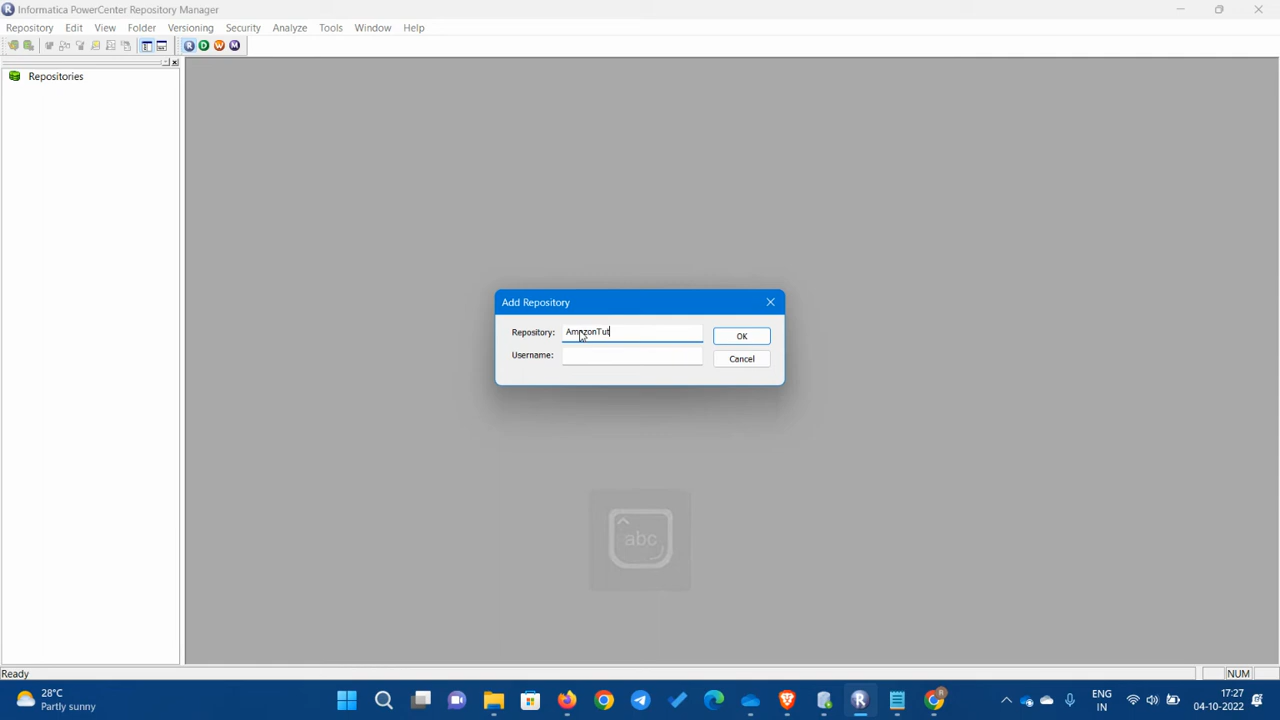 Informatica PowerCenter Repository Manager
Repository Edit View Folder Versioning Security Analyze Tools Window Help
R D W M
Repositories
Add Repository
Repository: AmazonTut OK
Username: Cancel
abc
Ready NUM
28°C
Partly sunny
ENG
IN
17:27
04-10-2022